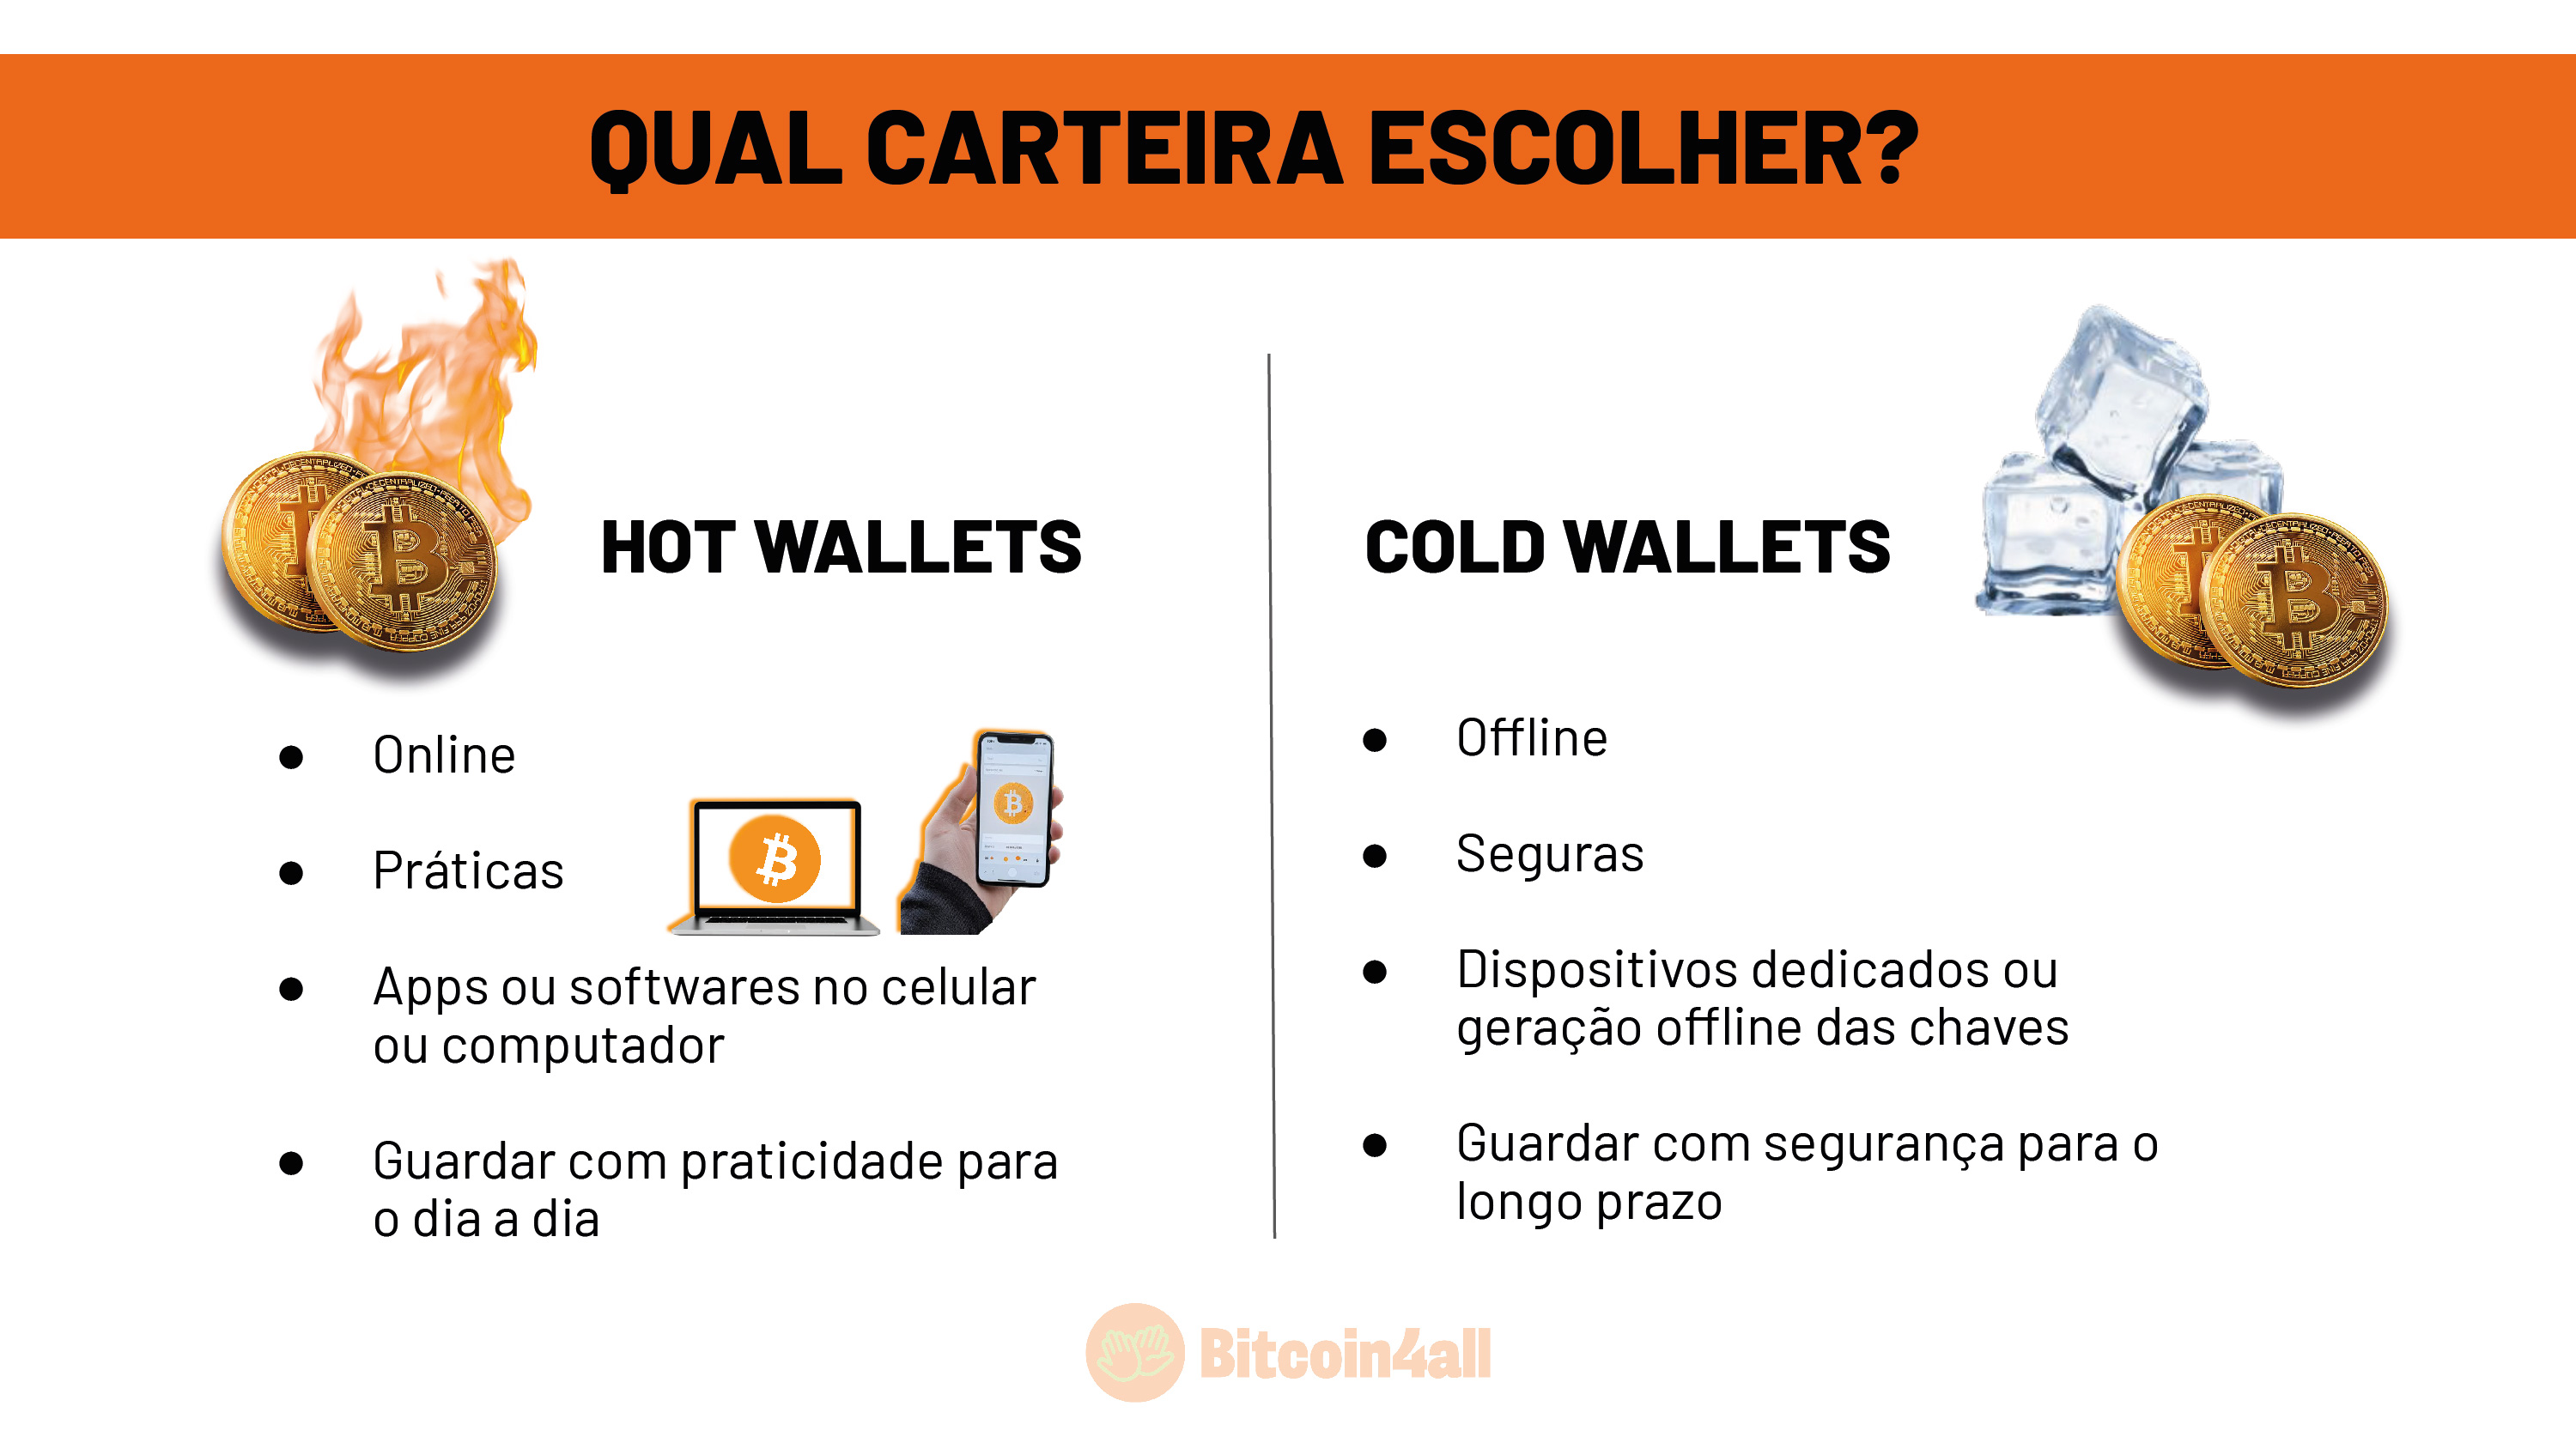 QUAL CARTEIRA ESCOLHER?
HOT WALLETS
● Online
● Práticas
● Apps ou softwares no celular
ou computador
● Guardar com praticidade para
o dia a dia
COLD WALLETS
● Offline
● Seguras
● Dispositivos dedicados ou
geração offline das chaves
● Guardar com segurança para o
longo prazo
Bitcoin4all